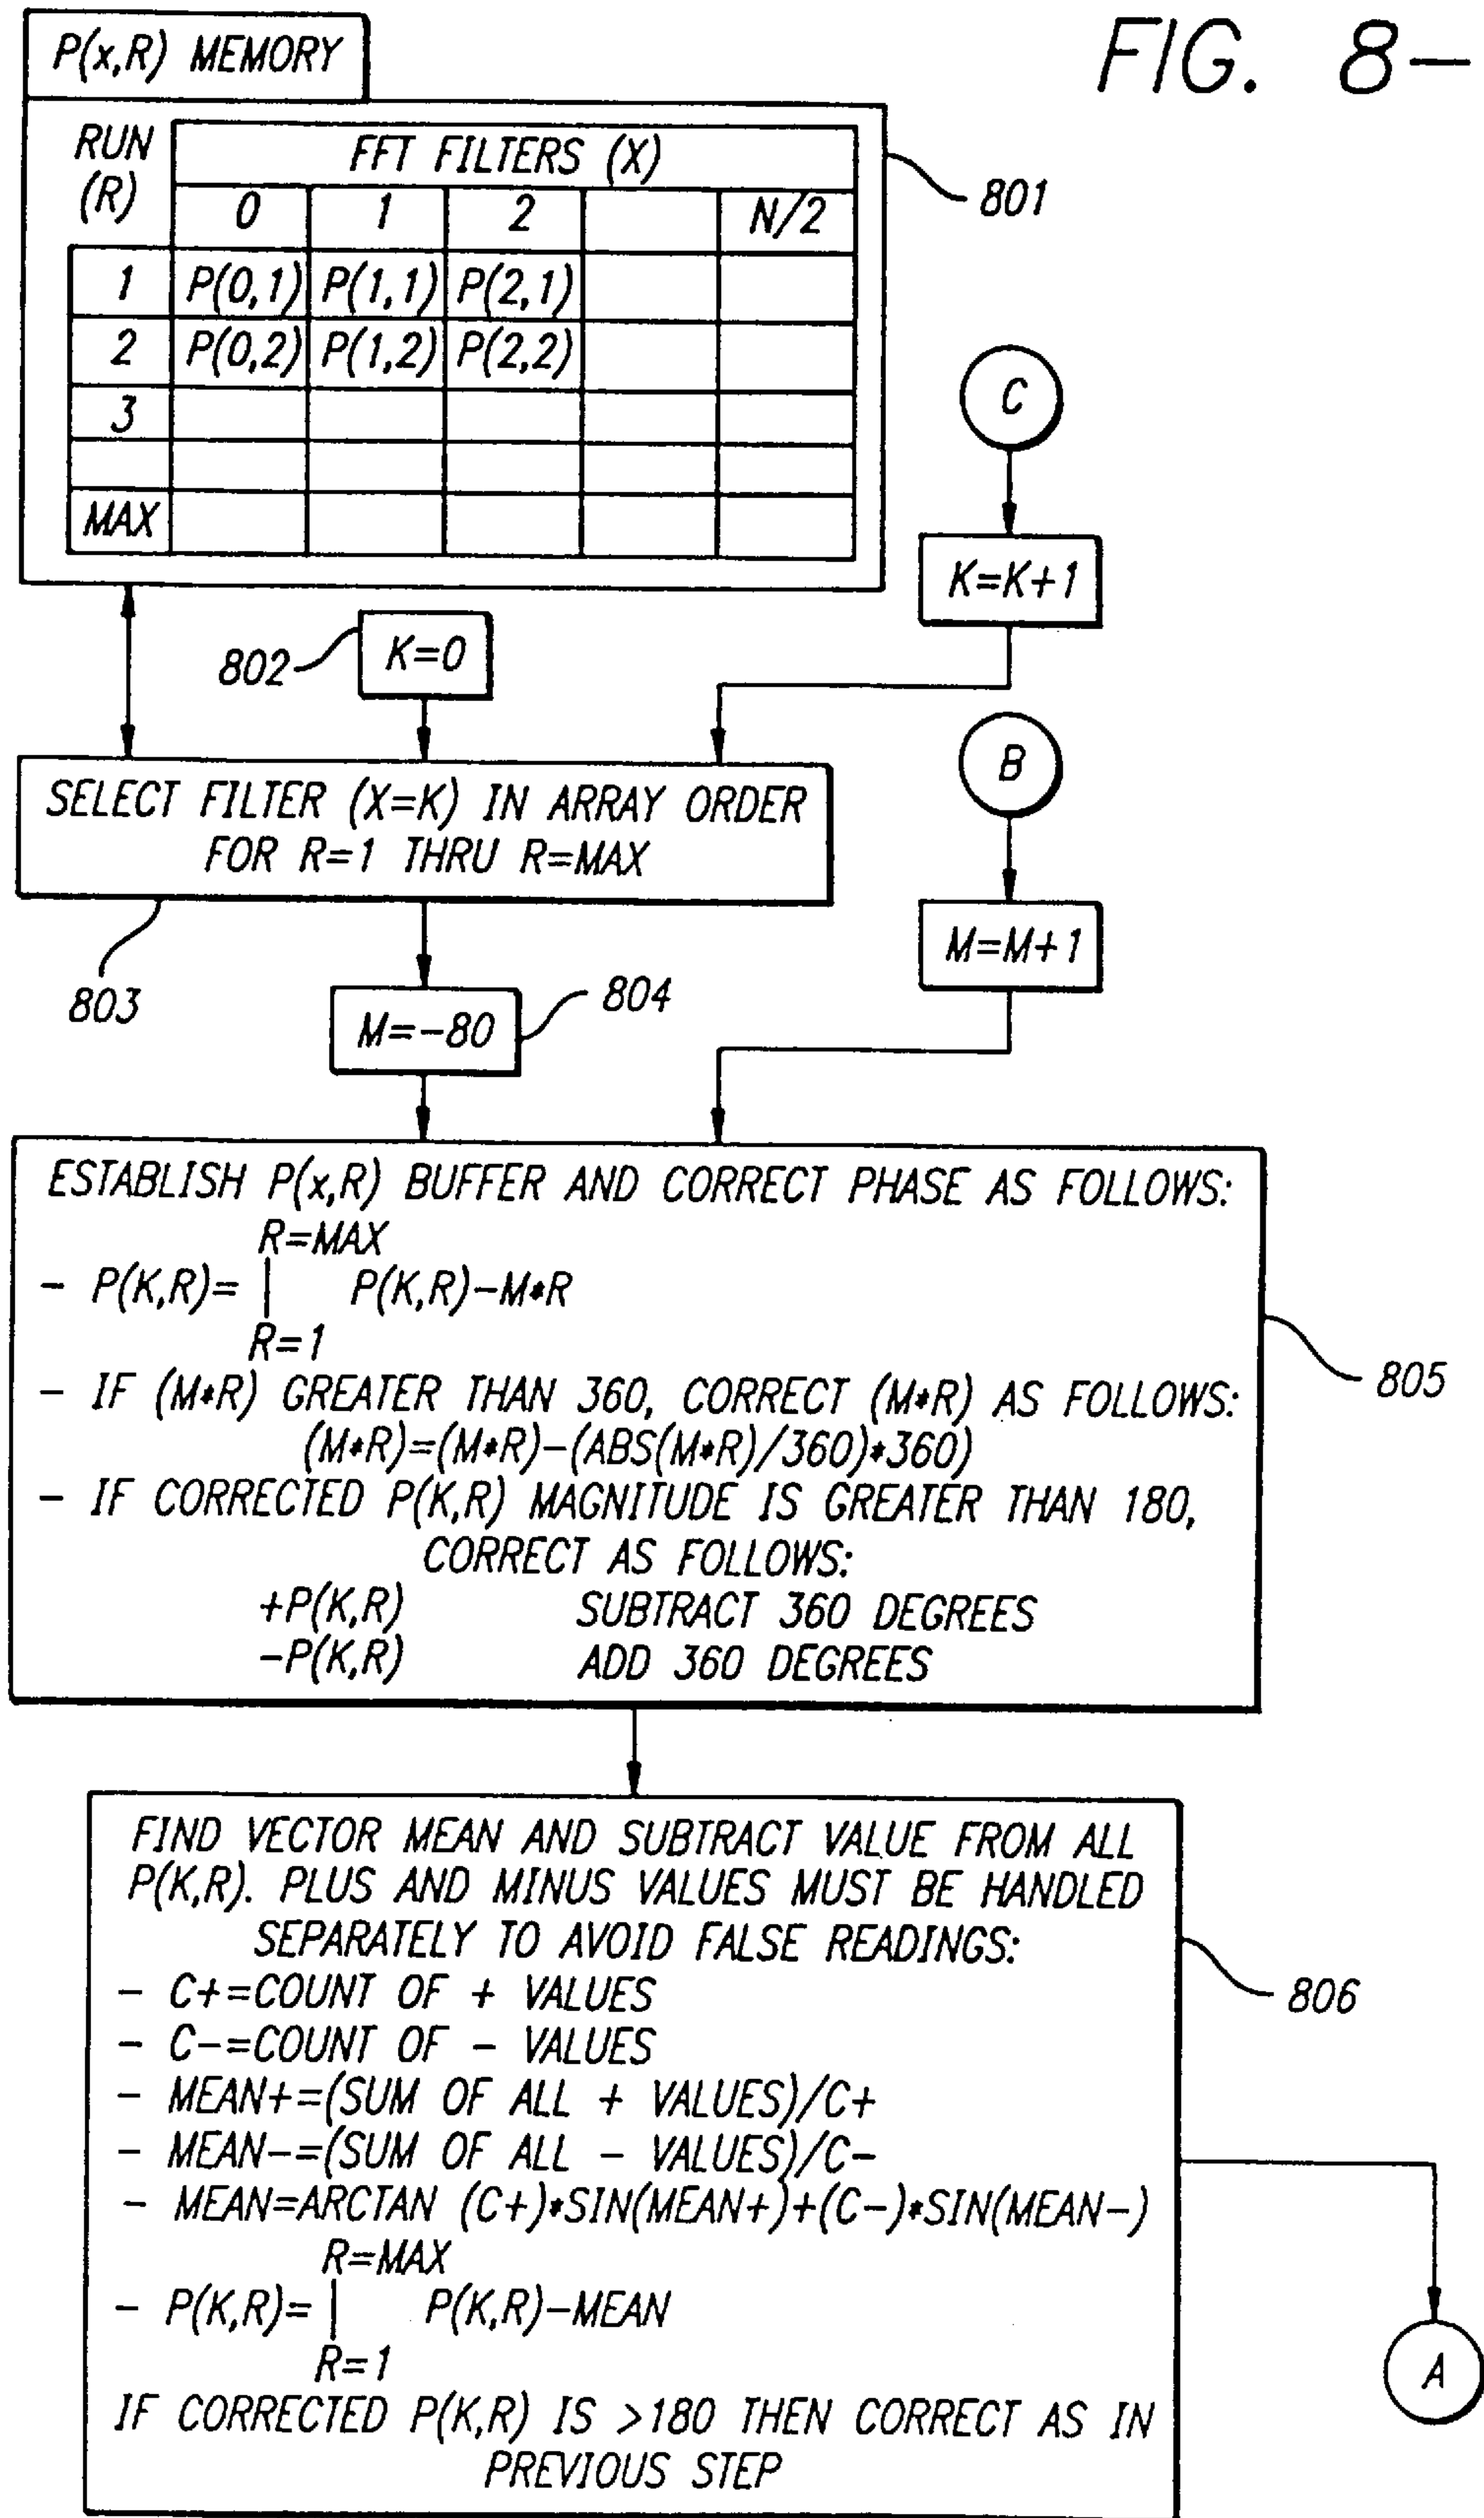 FIG. 8–
P(x,R) MEMORY
RUN (R)
FFT FILTERS (X)
0 1 2 N/2
1 P(0,1) P(1,1) P(2,1)
2 P(0,2) P(1,2) P(2,2)
3
MAX
801
C
K=K+1
802
K=0
SELECT FILTER (X=K) IN ARRAY ORDER
FOR R=1 THRU R=MAX
803
B
M=M+1
M=-80
804
ESTABLISH P(x,R) BUFFER AND CORRECT PHASE AS FOLLOWS:
R=MAX
- P(K,R)= | P(K,R)-M*R
R=1
- IF (M*R) GREATER THAN 360, CORRECT (M*R) AS FOLLOWS:
(M*R)=(M*R)-(ABS(M*R)/360)*360)
- IF CORRECTED P(K,R) MAGNITUDE IS GREATER THAN 180,
CORRECT AS FOLLOWS:
+P(K,R) SUBTRACT 360 DEGREES
-P(K,R) ADD 360 DEGREES
805
FIND VECTOR MEAN AND SUBTRACT VALUE FROM ALL
P(K,R). PLUS AND MINUS VALUES MUST BE HANDLED
SEPARATELY TO AVOID FALSE READINGS:
- C+=COUNT OF + VALUES
- C-=COUNT OF - VALUES
- MEAN+=(SUM OF ALL + VALUES)/C+
- MEAN-=(SUM OF ALL - VALUES)/C-
- MEAN=ARCTAN (C+)*SIN(MEAN+)+(C-)*SIN(MEAN-)
R=MAX
- P(K,R)= | P(K,R)-MEAN
R=1
IF CORRECTED P(K,R) IS >180 THEN CORRECT AS IN
PREVIOUS STEP
806
A